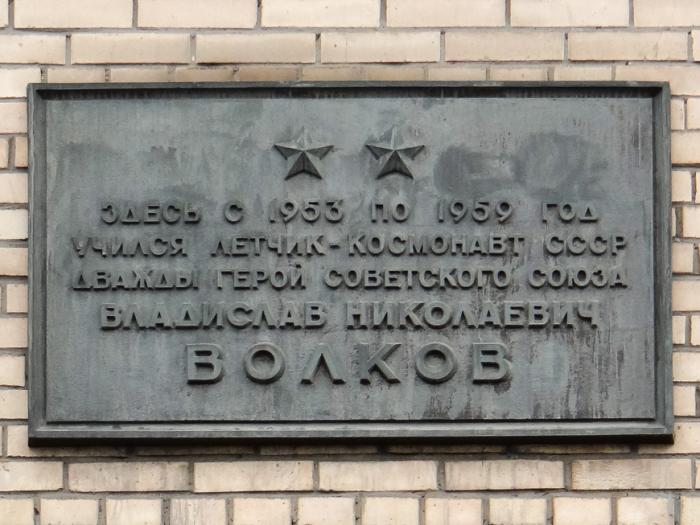 ЗДЕСЬ С 1953 ПО 1959 ГОД
УЧИЛСЯ ЛЕТЧИК-КОСМОНАВТ СССР
ДВАЖДЫ ГЕРОЙ СОВЕТСКОГО СОЮЗА
ВЛАДИСЛАВ НИКОЛАЕВИЧ
ВОЛКОВ